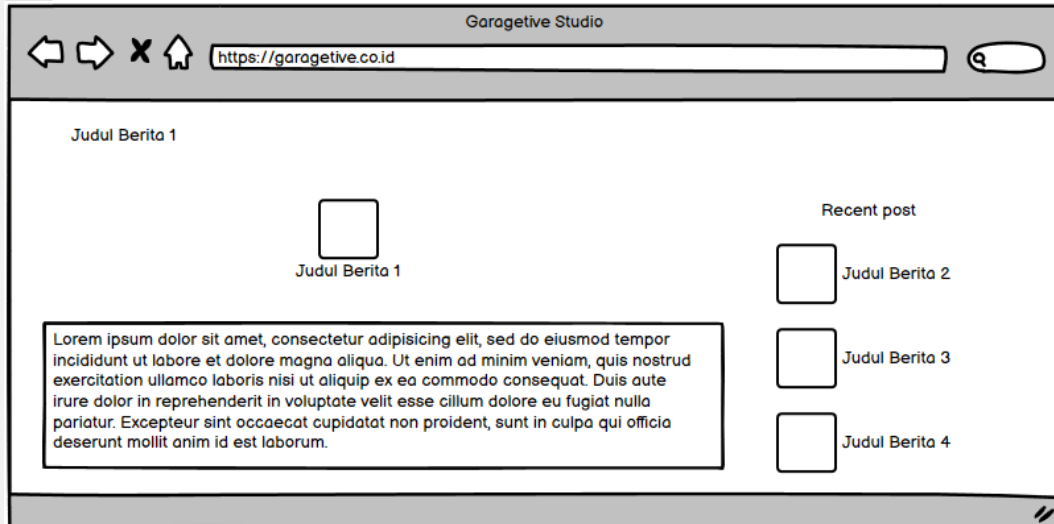 Garagetive Studio
https://garagetive.co.id
Judul Berita 1
Judul Berita 1
Lorem ipsum dolor sit amet, consectetur adipisicing elit, sed do eiusmod tempor
incididunt ut labore et dolore magna aliqua. Ut enim ad minim veniam, quis nostrud
exercitation ullamco laboris nisi ut aliquip ex ea commodo consequat. Duis aute
irure dolor in reprehenderit in voluptate velit esse cillum dolore eu fugiat nulla
pariatur. Excepteur sint occaecat cupidatat non proident, sunt in culpa qui officia
deserunt mollit anim id est laborum.
Recent post
Judul Berita 2
Judul Berita 3
Judul Berita 4